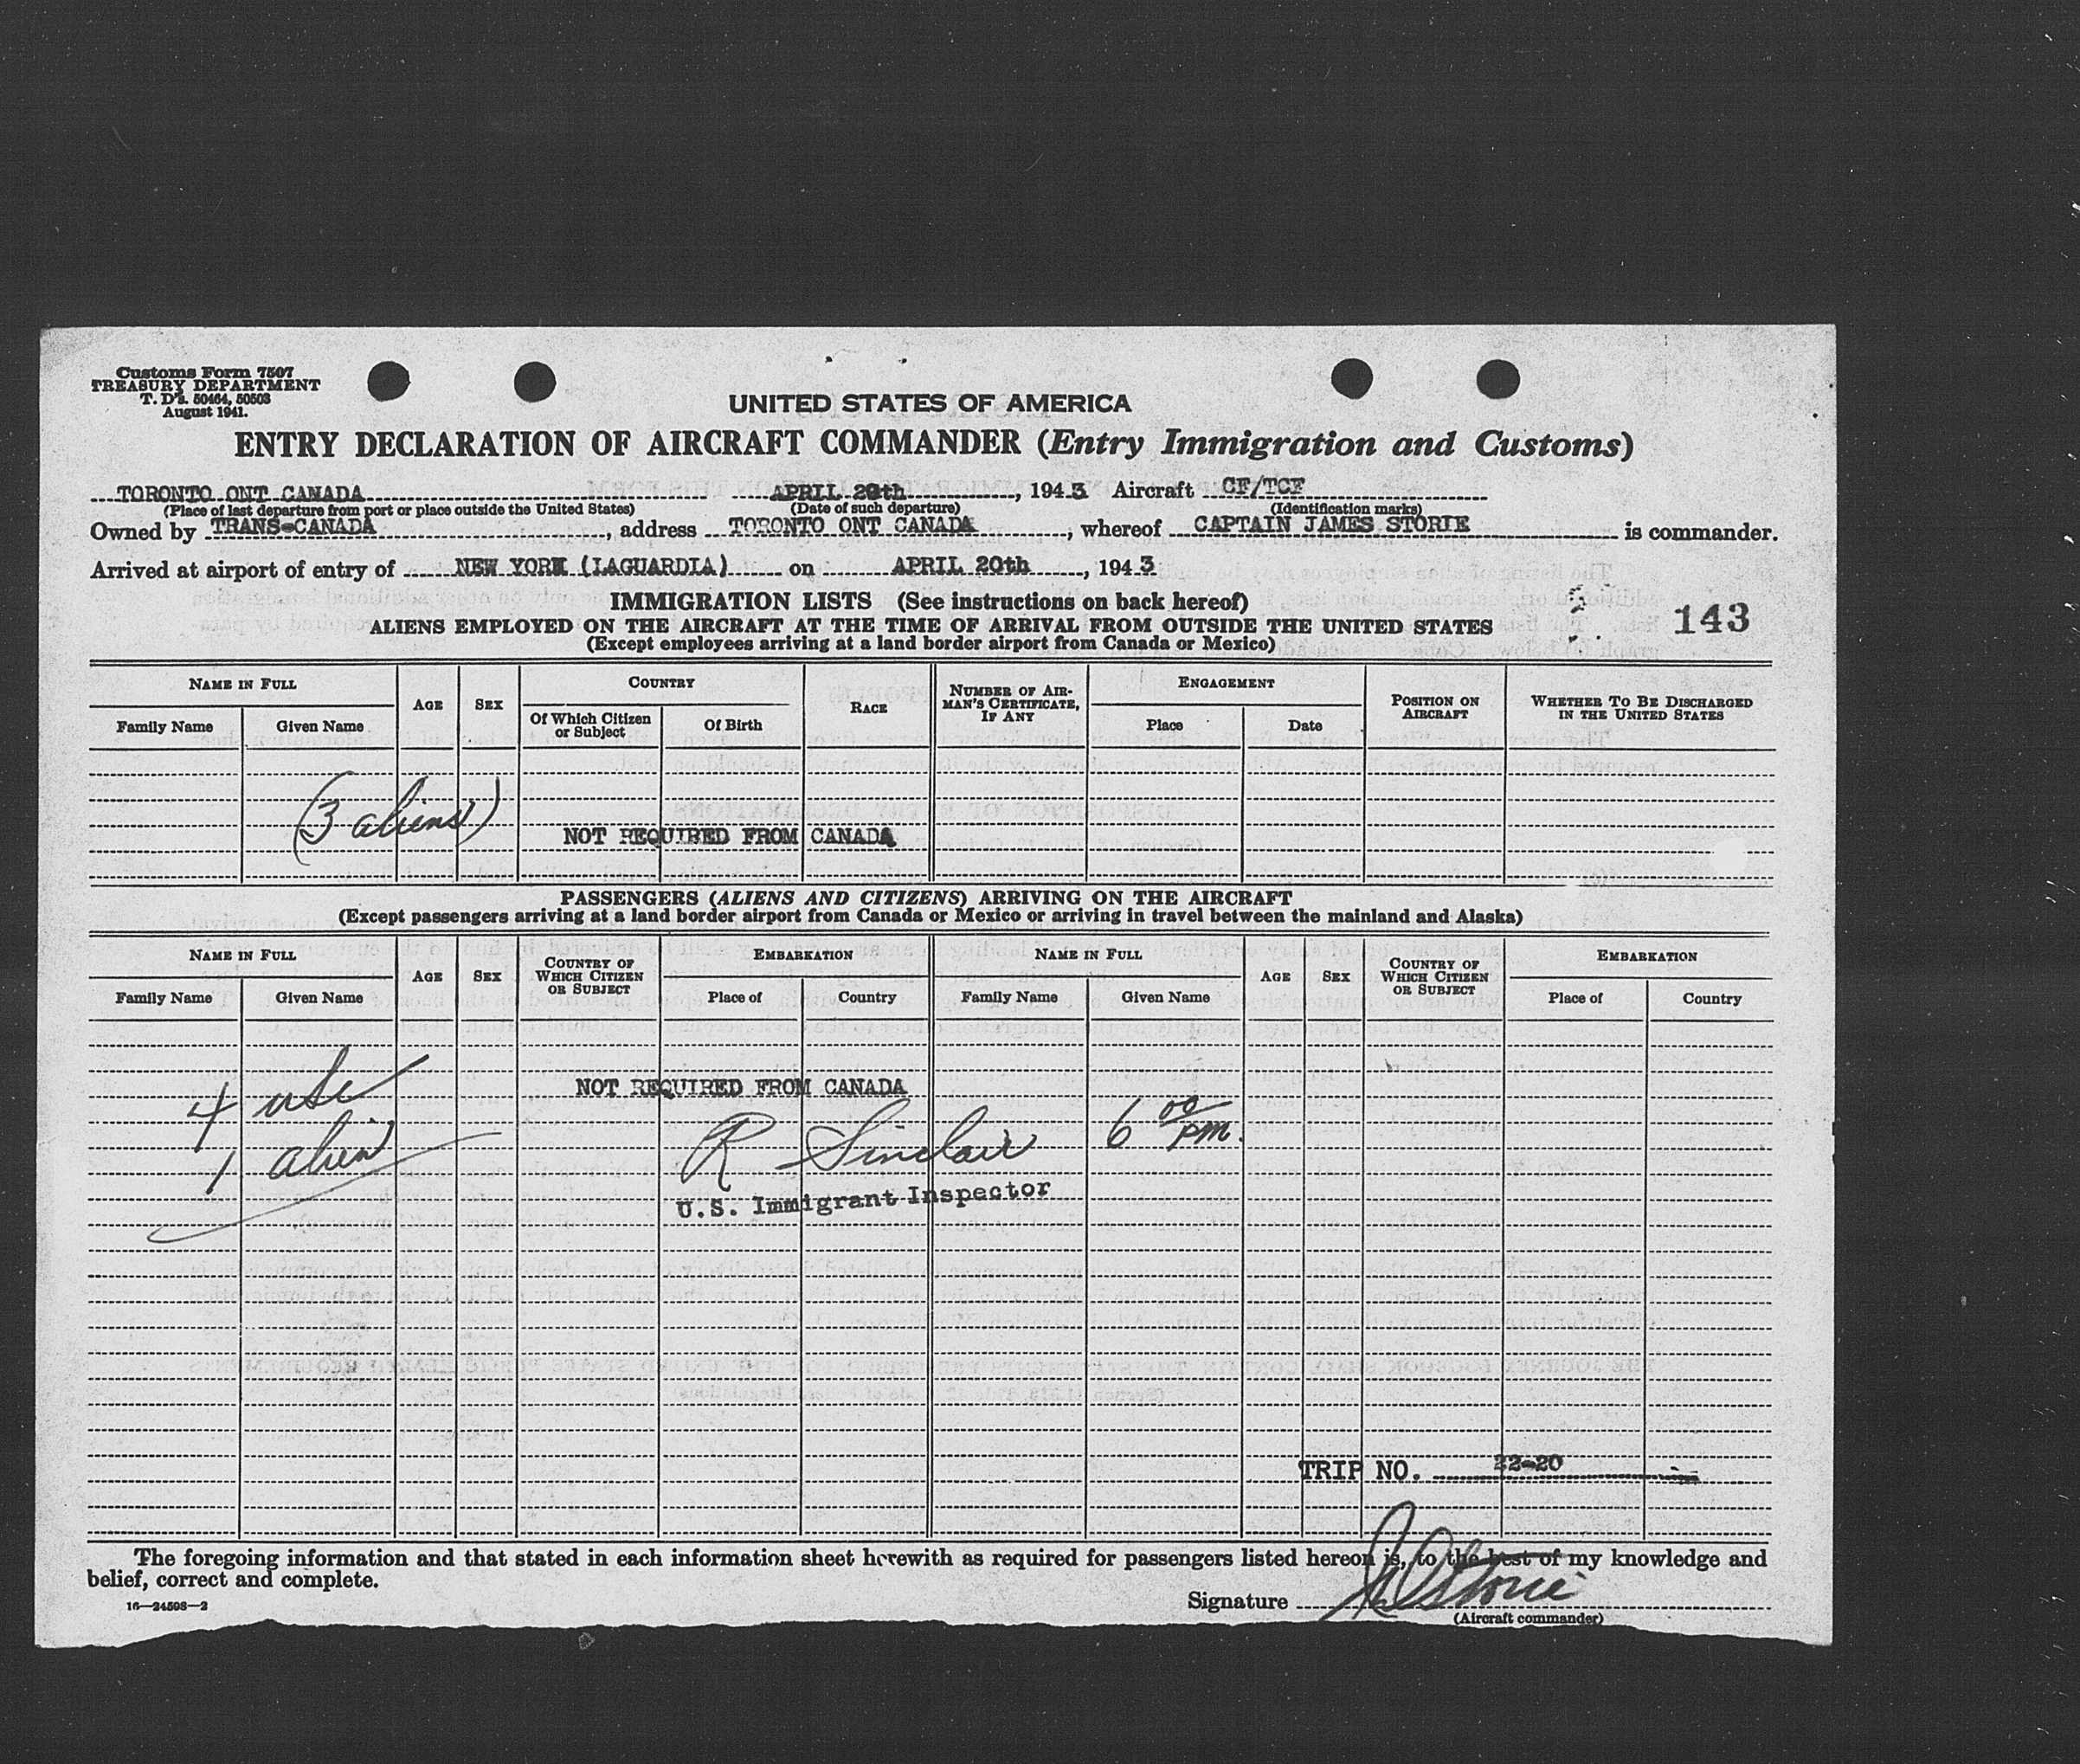 Customs Form 7507
TREASURY DEPARTMENT
T. D's. 50464, 50503
August 1941.
UNITED STATES OF AMERICA
ENTRY DECLARATION OF AIRCRAFT COMMANDER (Entry Immigration and Customs)
TORONTO ONT CANADA APRIL 20th, 1943 Aircraft CF/TCF
(Place of last departure from port or place outside the United States) (Date of such departure) (Identification marks)
Owned by TRANS-CANADA, address TORONTO ONT CANADA, whereof CAPTAIN JAMES STORIE is commander.
Arrived at airport of entry of NEW YORK (LAGUARDIA) on APRIL 20th, 1943
IMMIGRATION LISTS (See instructions on back hereof)
143
ALIENS EMPLOYED ON THE AIRCRAFT AT THE TIME OF ARRIVAL FROM OUTSIDE THE UNITED STATES
(Except employees arriving at a land border airport from Canada or Mexico)
NAME IN FULL AGE SEX COUNTRY RACE NUMBER OF AIRMAN'S CERTIFICATE, IF ANY ENGAGEMENT POSITION ON AIRCRAFT WHETHER TO BE DISCHARGED IN THE UNITED STATES
Family Name Given Name Of Which Citizen or Subject Of Birth Place Date
(3 aliens)
NOT REQUIRED FROM CANADA
PASSENGERS (ALIENS AND CITIZENS) ARRIVING ON THE AIRCRAFT
(Except passengers arriving at a land border airport from Canada or Mexico or arriving in travel between the mainland and Alaska)
NAME IN FULL AGE SEX COUNTRY OF WHICH CITIZEN OR SUBJECT EMBARKATION NAME IN FULL AGE SEX COUNTRY OF WHICH CITIZEN OR SUBJECT EMBARKATION
Family Name Given Name Place of Country Family Name Given Name Place of Country
4 usc
NOT REQUIRED FROM CANADA
1 alien
R Sinclair 6 00 pm.
U.S. Immigrant Inspector
TRIP NO. 22-20
The foregoing information and that stated in each information sheet herewith as required for passengers listed hereon is, to the best of my knowledge and
belief, correct and complete.
Signature Storie
16—24598—2
(Aircraft commander)